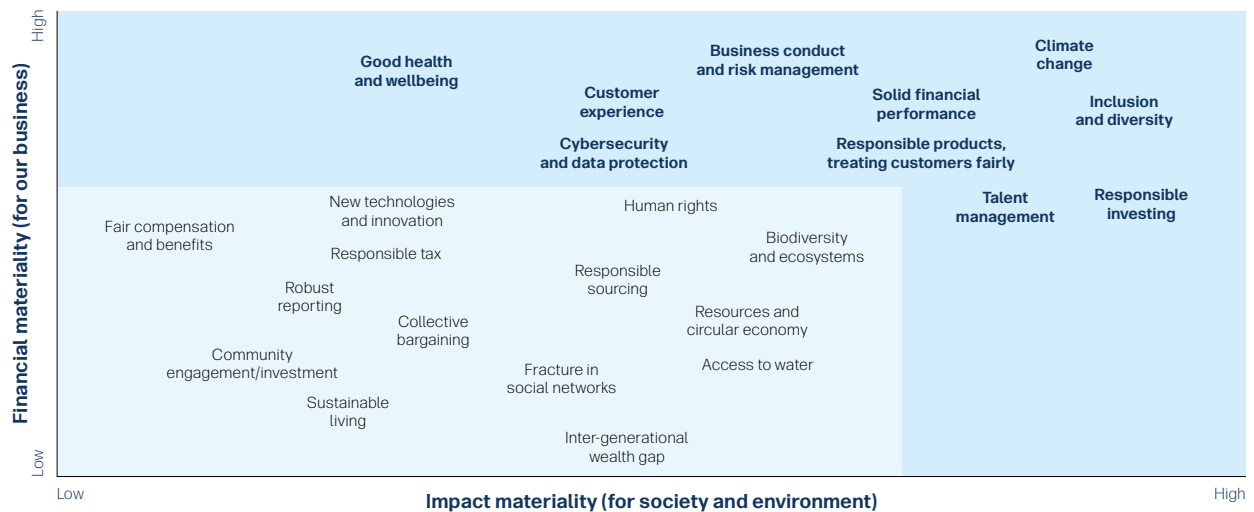 High
Financial materiality (for our business)
Low
Good health
and wellbeing
Business conduct
and risk management
Climate
change
Customer
experience
Solid financial
performance
Inclusion
and diversity
Cybersecurity
and data protection
Responsible products,
treating customers fairly
Talent
management
Responsible
investing
New technologies
and innovation
Human rights
Fair compensation
and benefits
Biodiversity
and ecosystems
Responsible tax
Responsible
sourcing
Robust
reporting
Resources and
circular economy
Collective
bargaining
Community
engagement/investment
Access to water
Fracture in
social networks
Sustainable
living
Inter-generational
wealth gap
Low
Impact materiality (for society and environment)
High